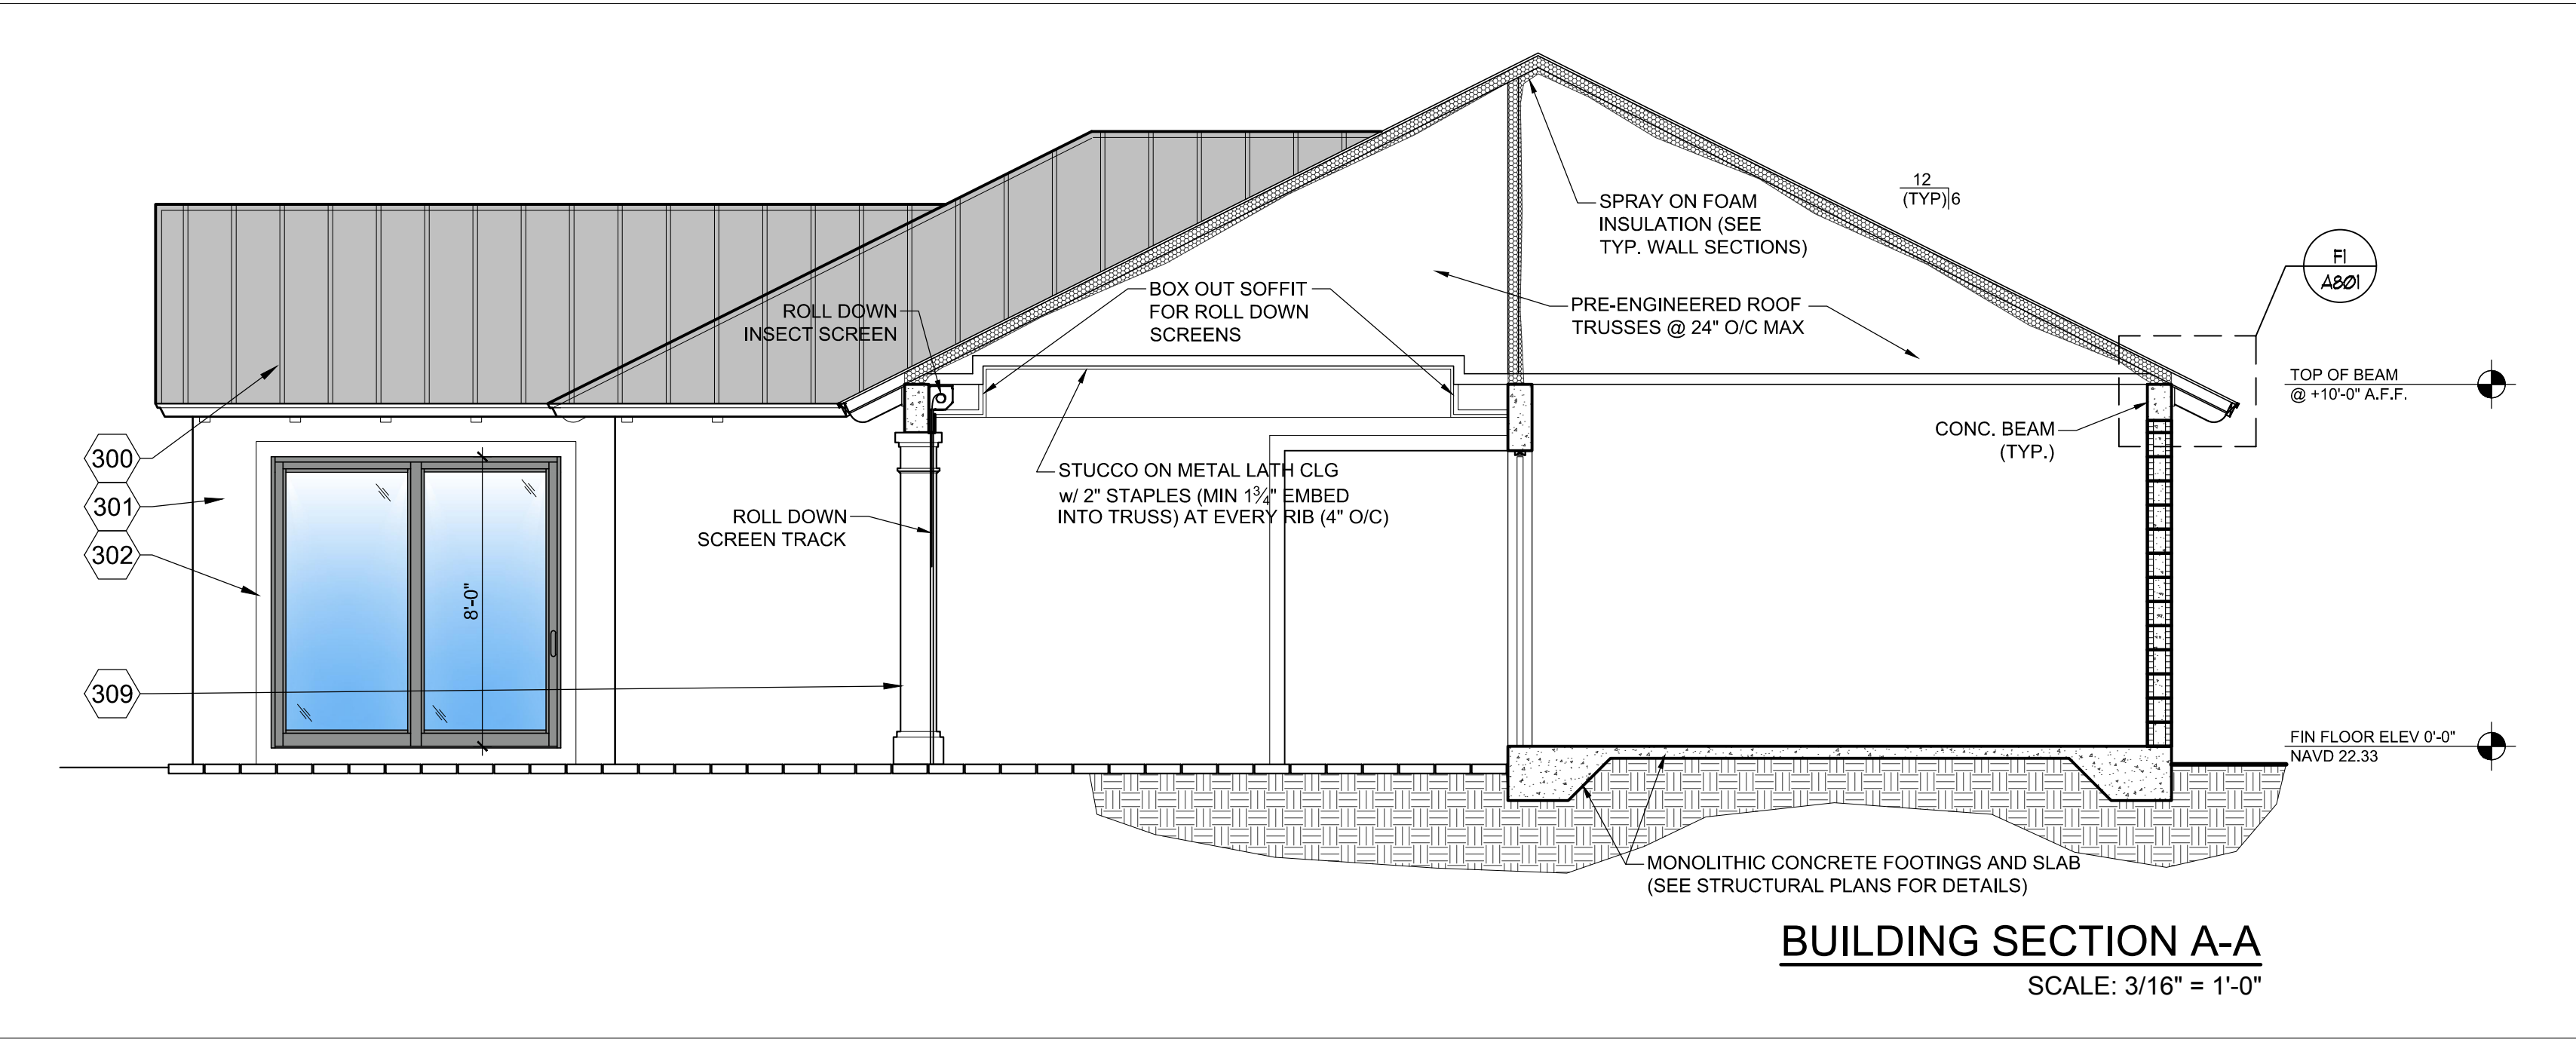 12
(TYP) 6
SPRAY ON FOAM
INSULATION (SEE
TYP. WALL SECTIONS)
F1
A801
BOX OUT SOFFIT
FOR ROLL DOWN
SCREENS
ROLL DOWN
INSECT SCREEN
PRE-ENGINEERED ROOF
TRUSSES @ 24" O/C MAX
TOP OF BEAM
@ +10'-0" A.F.F.
CONC. BEAM
(TYP.)
300
301
302
309
STUCCO ON METAL LATH CLG
w/ 2" STAPLES (MIN 1¾" EMBED
INTO TRUSS) AT EVERY RIB (4" O/C)
ROLL DOWN
SCREEN TRACK
8'-0"
FIN FLOOR ELEV 0'-0"
NAVD 22.33
MONOLITHIC CONCRETE FOOTINGS AND SLAB
(SEE STRUCTURAL PLANS FOR DETAILS)
BUILDING SECTION A-A
SCALE: 3/16" = 1'-0"